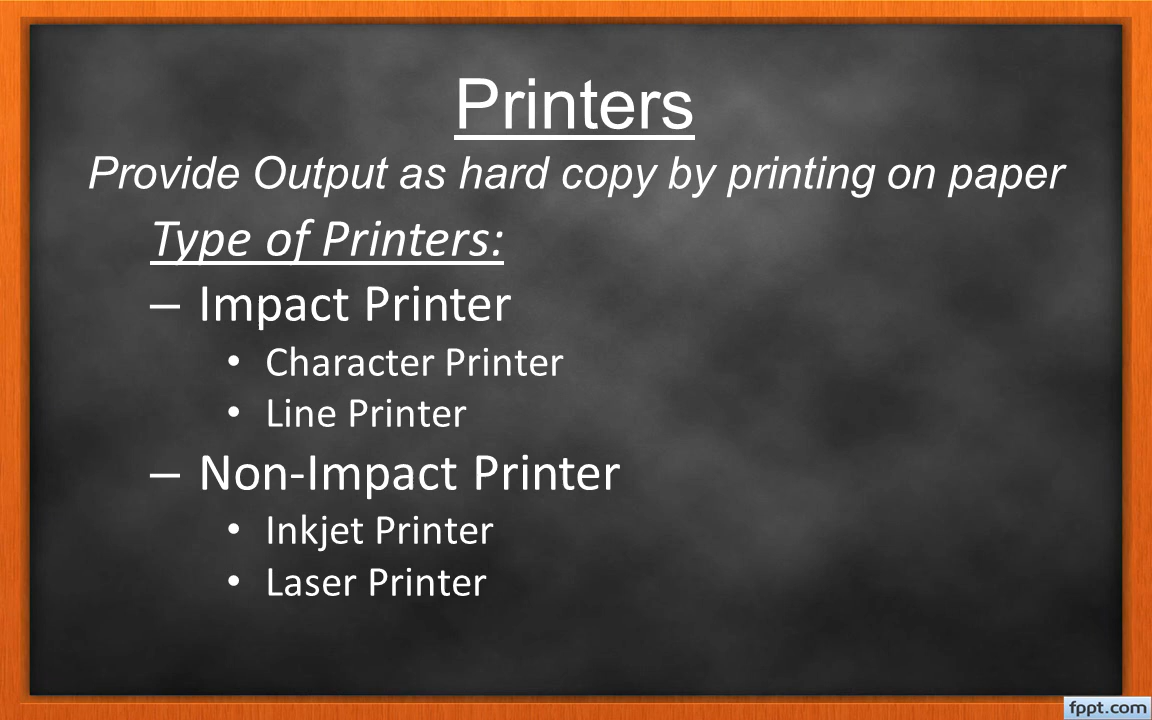 Printers
Provide Output as hard copy by printing on paper
Type of Printers:
– Impact Printer
• Character Printer
• Line Printer
– Non-Impact Printer
• Inkjet Printer
• Laser Printer
fppt.com